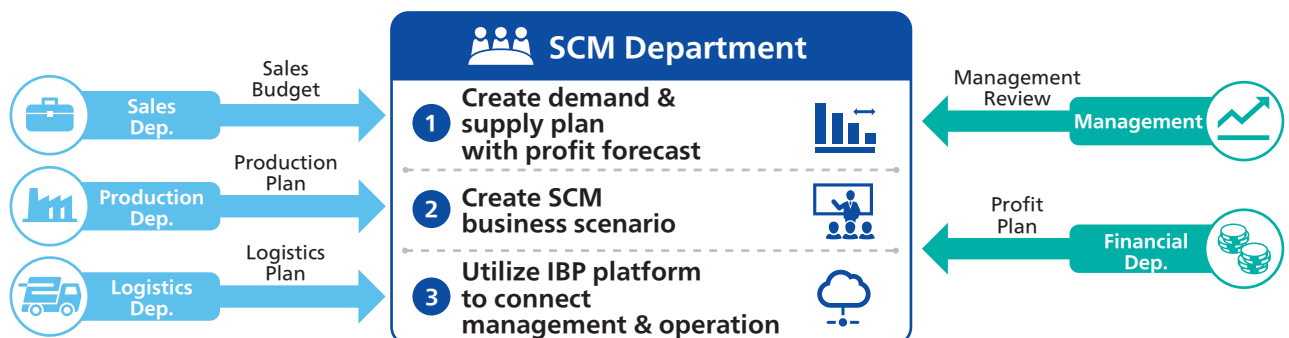 SCM Department
Sales
Budget
Sales
Dep.
Production
Plan
Production
Dep.
Logistics
Plan
Logistics
Dep.
1
Create demand &
supply plan
with profit forecast
2
Create SCM
business scenario
3
Utilize IBP platform
to connect
management & operation
Management
Review
Management
Profit
Plan
Financial
Dep.